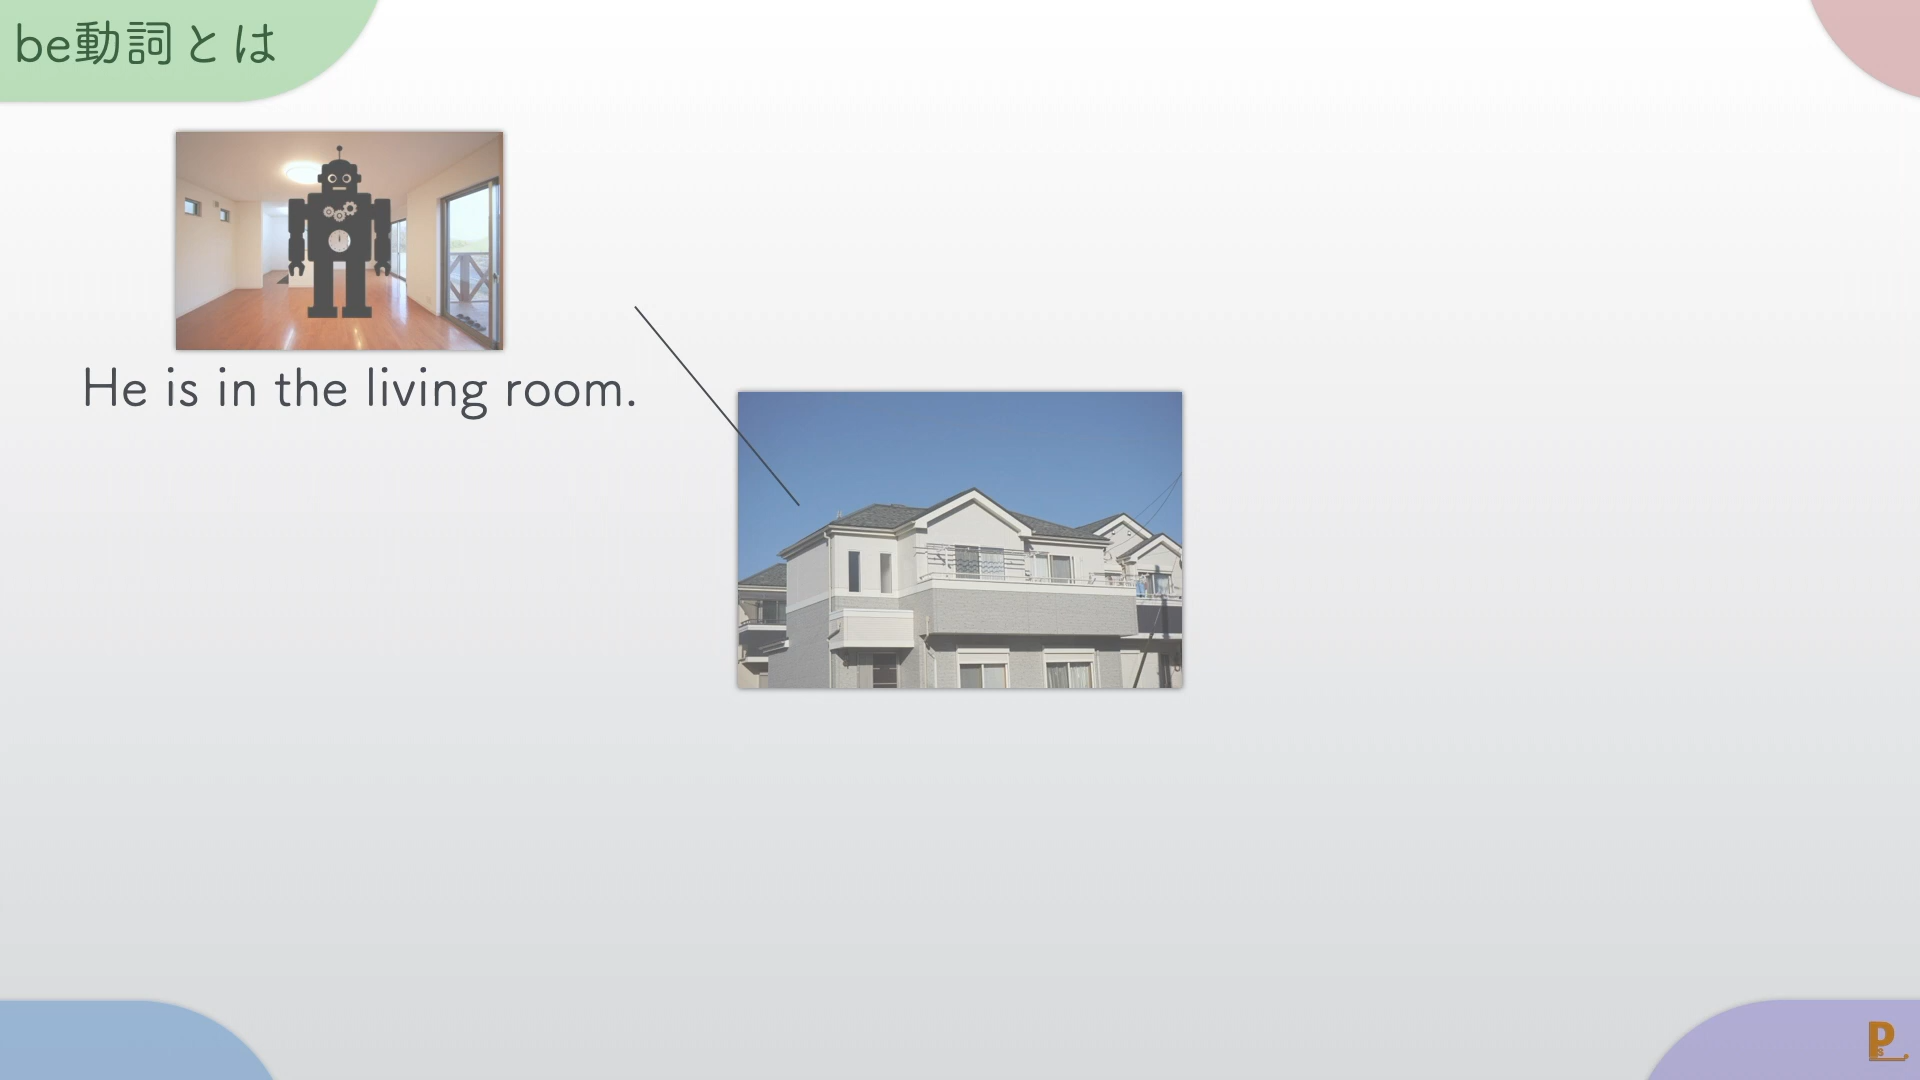 be動詞とは
He is in the living room.